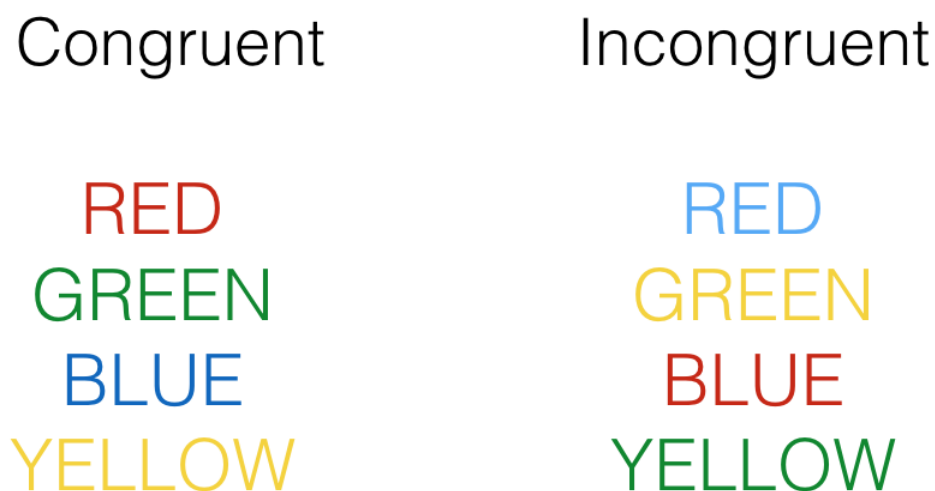 Congruent
RED
GREEN
BLUE
YELLOW
Incongruent
RED
GREEN
BLUE
YELLOW